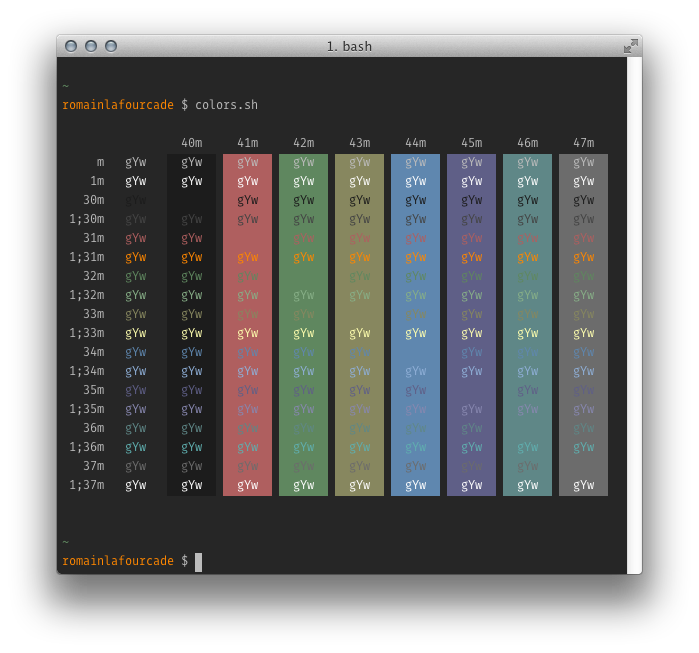 1. bash
~
romainlafourcade $ colors.sh
40m 41m 42m 43m 44m 45m 46m 47m
m gYw gYw gYw gYw gYw gYw gYw gYw gYw
1m gYw gYw gYw gYw gYw gYw gYw gYw gYw
30m gYw gYw gYw gYw gYw gYw gYw gYw
1;30m gYw gYw gYw gYw gYw gYw gYw gYw gYw
31m gYw gYw gYw gYw gYw gYw gYw gYw
1;31m gYw gYw gYw gYw gYw gYw gYw gYw gYw
32m gYw gYw gYw gYw gYw gYw gYw gYw
1;32m gYw gYw gYw gYw gYw gYw gYw gYw gYw
33m gYw gYw gYw gYw gYw gYw gYw gYw
1;33m gYw gYw gYw gYw gYw gYw gYw gYw gYw
34m gYw gYw gYw gYw gYw gYw gYw gYw
1;34m gYw gYw gYw gYw gYw gYw gYw gYw gYw
35m gYw gYw gYw gYw gYw gYw gYw gYw
1;35m gYw gYw gYw gYw gYw gYw gYw gYw gYw
36m gYw gYw gYw gYw gYw gYw gYw gYw
1;36m gYw gYw gYw gYw gYw gYw gYw gYw gYw
37m gYw gYw gYw gYw gYw gYw gYw gYw
1;37m gYw gYw gYw gYw gYw gYw gYw gYw gYw
~
romainlafourcade $